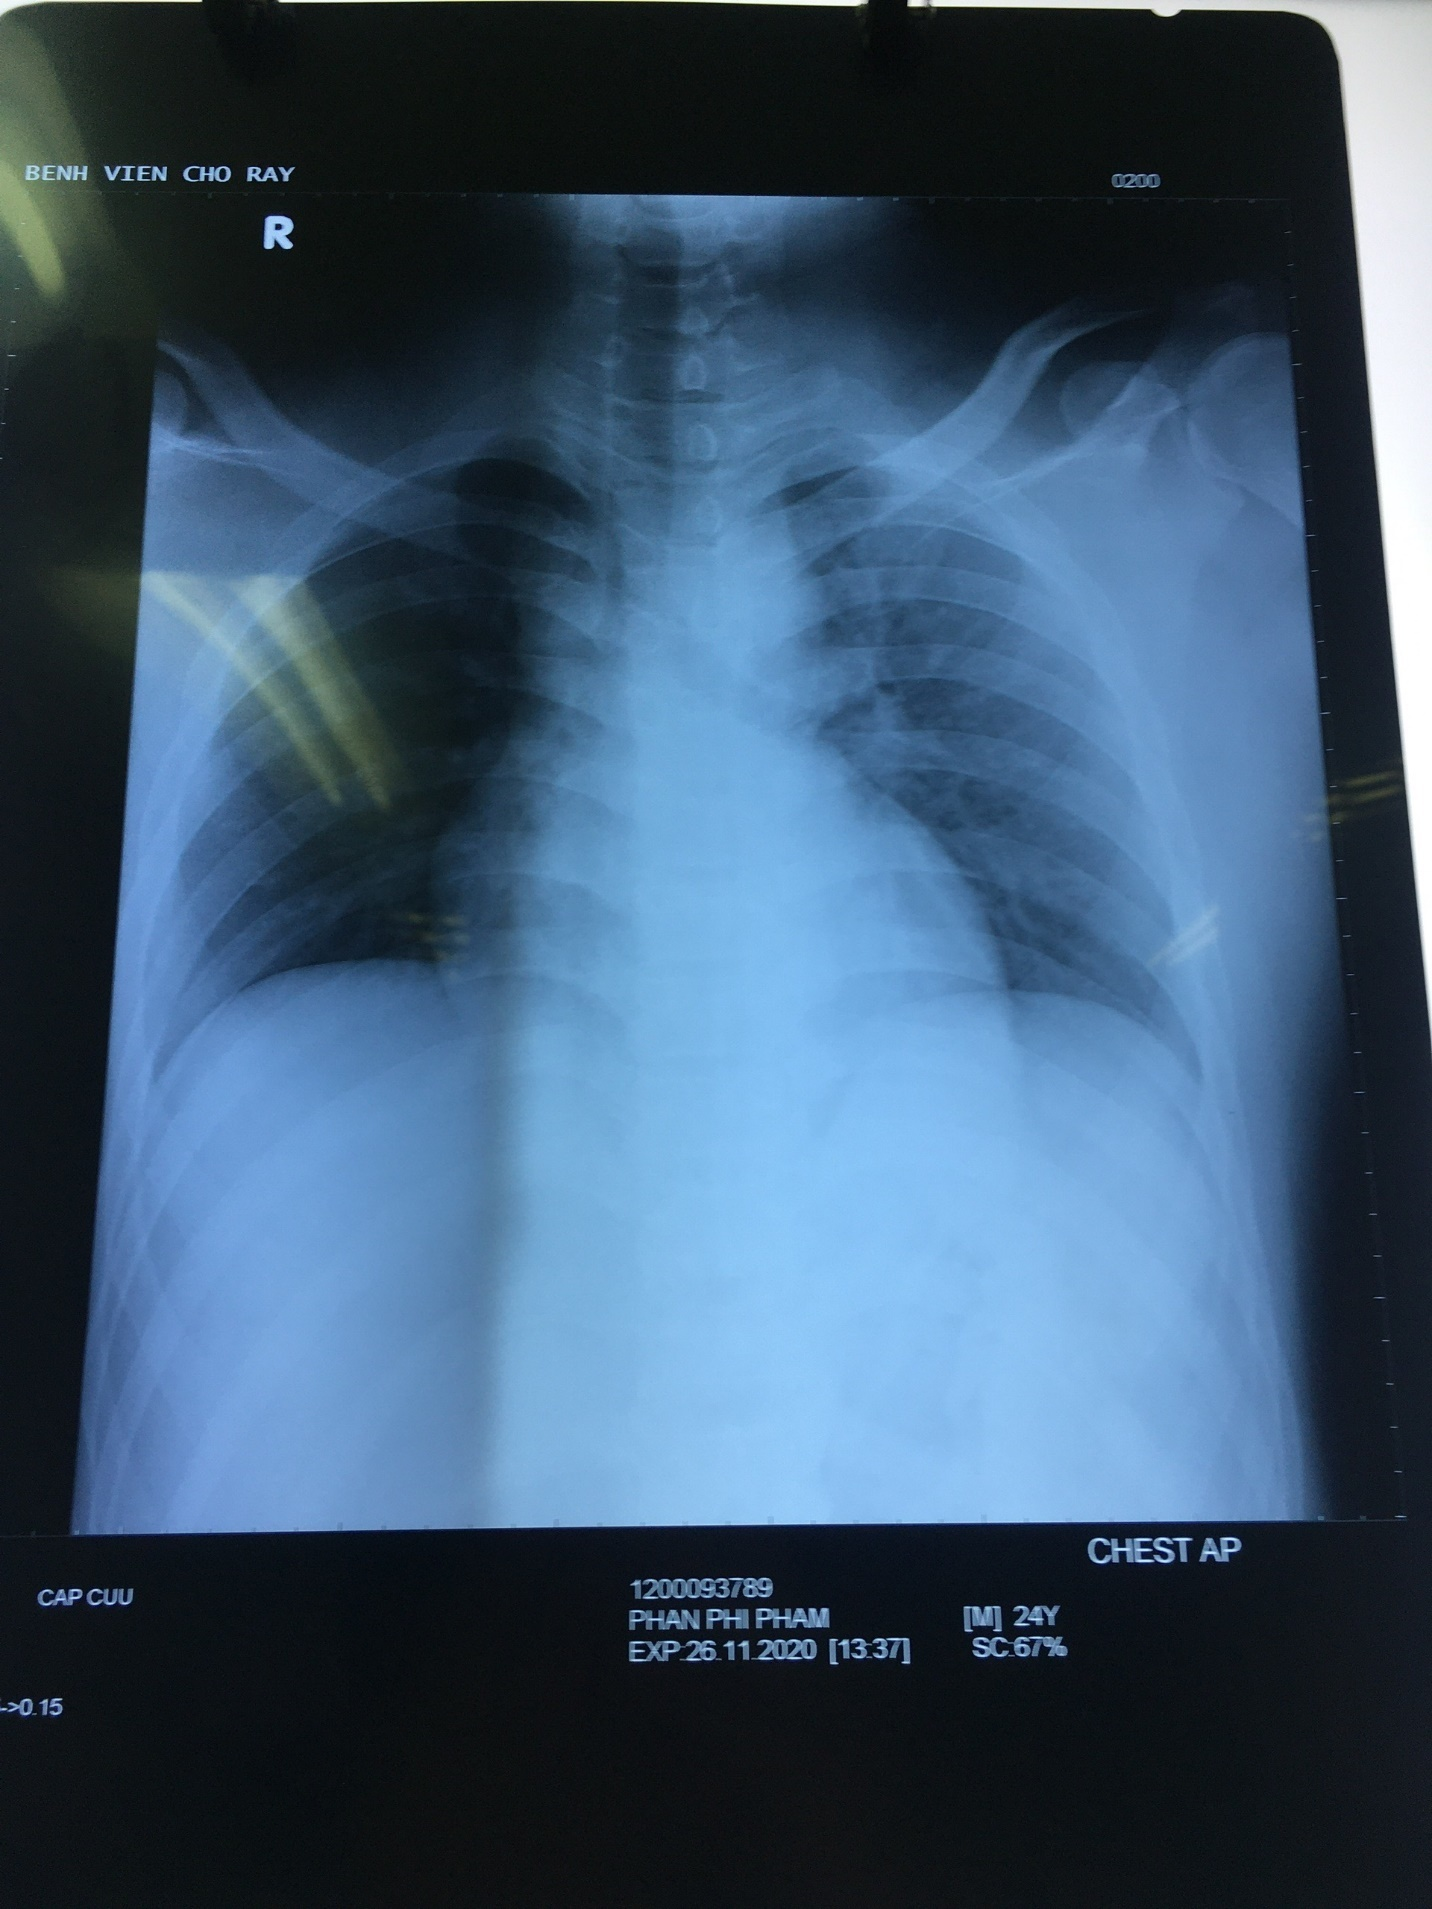 BENH VIEN CHO RAY
0200
R
CHEST AP
CAP CUU
1200093789
PHAN PHI PHAM [M] 24Y
EXP:26.11.2020 [13:37] SC:67%
->0.15